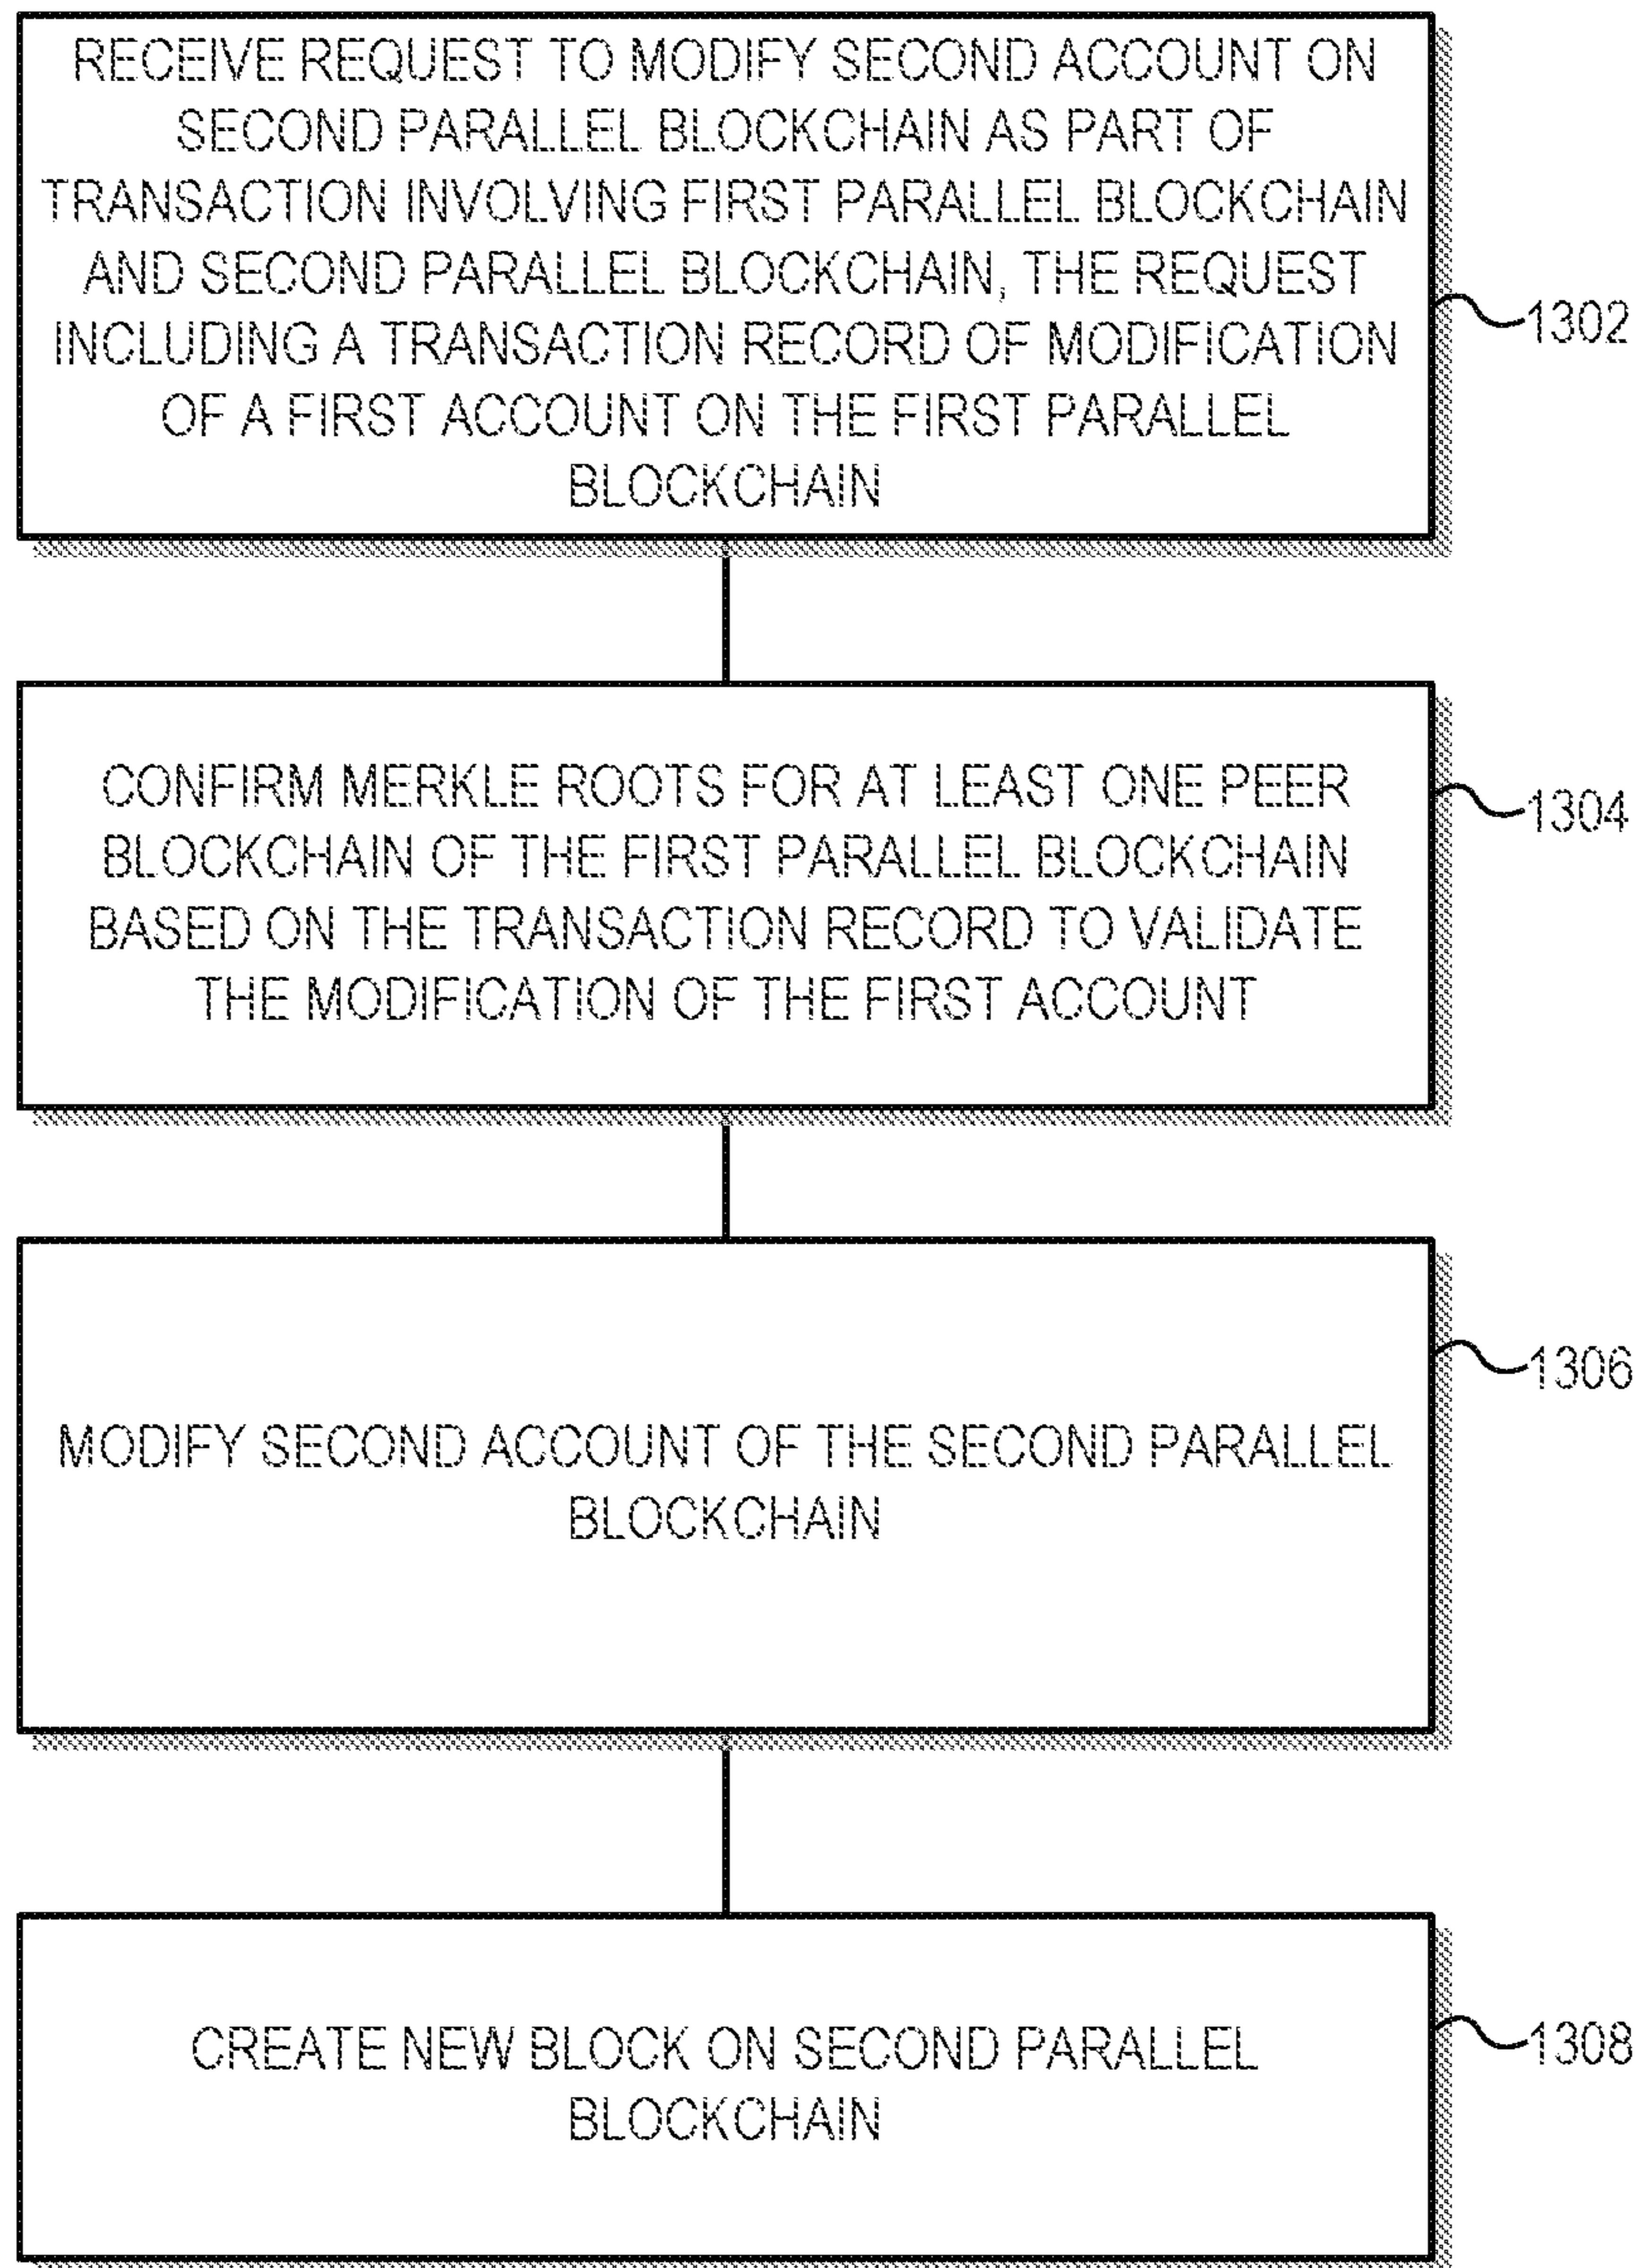 RECEIVE REQUEST TO MODIFY SECOND ACCOUNT ON
SECOND PARALLEL BLOCKCHAIN AS PART OF
TRANSACTION INVOLVING FIRST PARALLEL BLOCKCHAIN
AND SECOND PARALLEL BLOCKCHAIN, THE REQUEST
INCLUDING A TRANSACTION RECORD OF MODIFICATION
OF A FIRST ACCOUNT ON THE FIRST PARALLEL
BLOCKCHAIN
1302
CONFIRM MERKLE ROOTS FOR AT LEAST ONE PEER
BLOCKCHAIN OF THE FIRST PARALLEL BLOCKCHAIN
BASED ON THE TRANSACTION RECORD TO VALIDATE
THE MODIFICATION OF THE FIRST ACCOUNT
1304
MODIFY SECOND ACCOUNT OF THE SECOND PARALLEL
BLOCKCHAIN
1306
CREATE NEW BLOCK ON SECOND PARALLEL
BLOCKCHAIN
1308